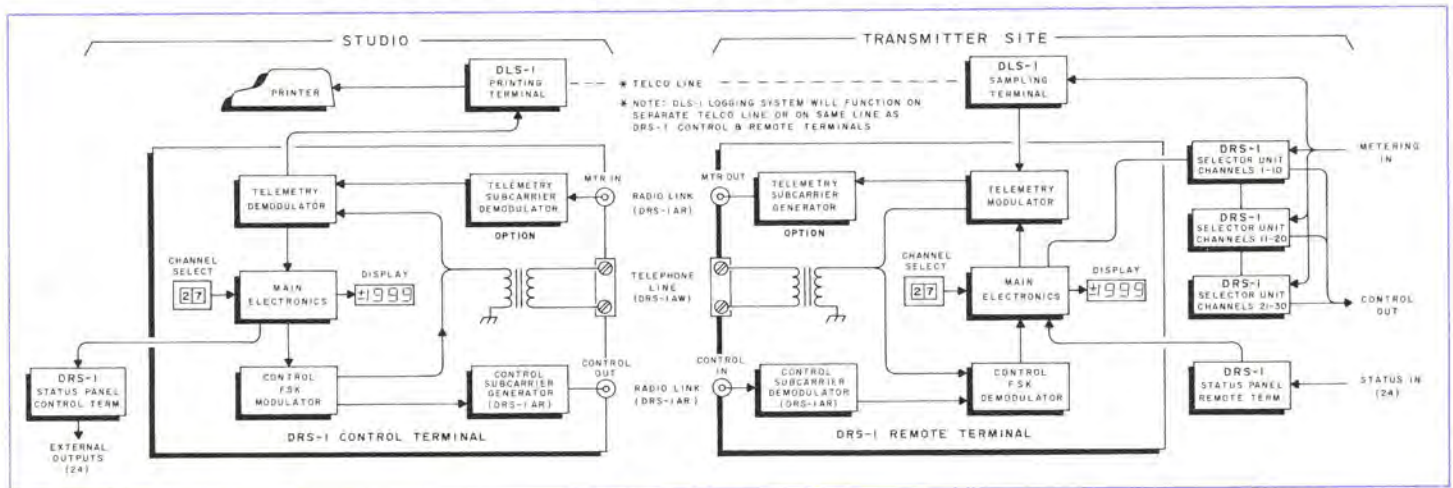 STUDIO
TRANSMITTER SITE
PRINTER
DLS-1
PRINTING
TERMINAL
* TELCO LINE
* NOTE: DLS-1 LOGGING SYSTEM WILL FUNCTION ON
SEPARATE TELCO LINE OR ON SAME LINE AS
DRS-1 CONTROL & REMOTE TERMINALS
DLS-1
SAMPLING
TERMINAL
TELEMETRY
DEMODULATOR
TELEMETRY
SUBCARRIER
DEMODULATOR
OPTION
MTR IN
RADIO LINK
(DRS-1AR)
MTR OUT
TELEMETRY
SUBCARRIER
GENERATOR
OPTION
TELEMETRY
MODULATOR
DRS-1
SELECTOR UNIT
CHANNELS 1-10
METERING
IN
DRS-1
SELECTOR UNIT
CHANNELS 11-20
DRS-1
SELECTOR UNIT
CHANNELS 21-30
CONTROL
OUT
CHANNEL
SELECT
27
MAIN
ELECTRONICS
DISPLAY
±1999
TELEPHONE
LINE
(DRS-1AW)
CHANNEL
SELECT
27
MAIN
ELECTRONICS
DISPLAY
±1999
DRS-1
STATUS PANEL
CONTROL TERM.
EXTERNAL
OUTPUTS
(24)
CONTROL
FSK
MODULATOR
CONTROL
SUBCARRIER
GENERATOR
(DRS-1AR)
CONTROL
OUT
RADIO LINK
(DRS-1AR)
CONTROL
IN
CONTROL
SUBCARRIER
DEMODULATOR
(DRS-1AR)
CONTROL
FSK
DEMODULATOR
DRS-1
STATUS PANEL
REMOTE TERM.
STATUS IN
(24)
DRS-1 CONTROL TERMINAL
DRS-1 REMOTE TERMINAL